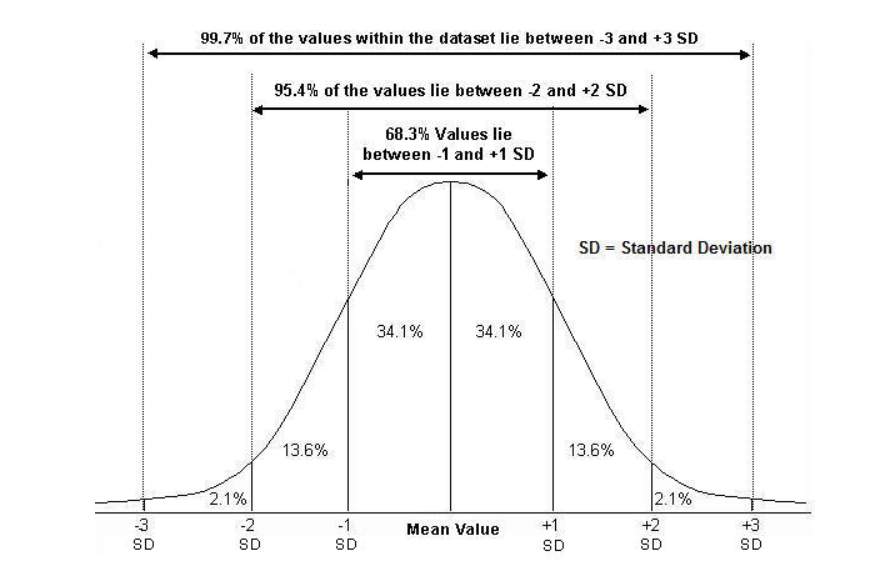 99.7% of the values within the dataset lie between -3 and +3 SD
95.4% of the values lie between -2 and +2 SD
68.3% Values lie
between -1 and +1 SD
SD = Standard Deviation
34.1%
34.1%
13.6%
13.6%
2.1%
2.1%
-3
SD
-2
SD
-1
SD
Mean Value
+1
SD
+2
SD
+3
SD